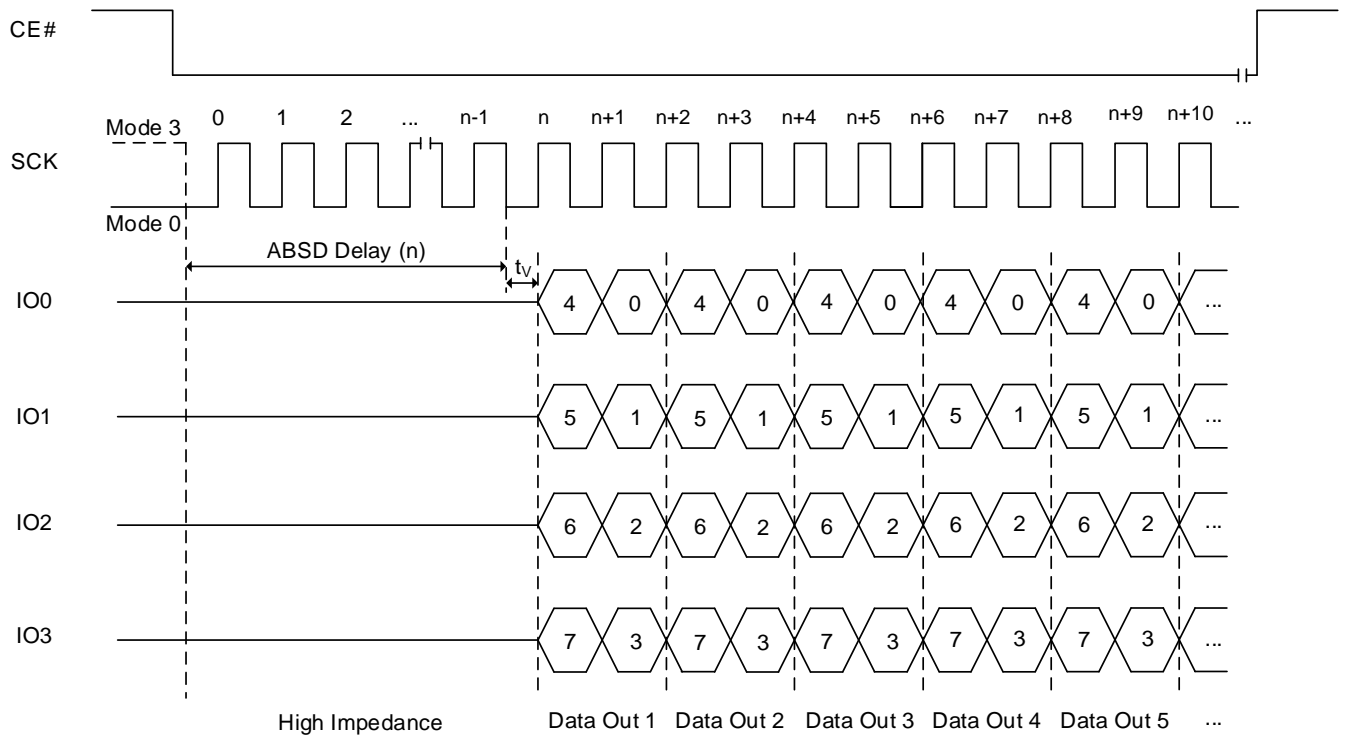 CE#
Mode 3 0 1 2 ... n-1 n n+1 n+2 n+3 n+4 n+5 n+6 n+7 n+8 n+9 n+10 ...
SCK
Mode 0
ABSD Delay (n) tV
IO0 4 0 4 0 4 0 4 0 4 0 ...
IO1 5 1 5 1 5 1 5 1 5 1 ...
IO2 6 2 6 2 6 2 6 2 6 2 ...
IO3 7 3 7 3 7 3 7 3 7 3 ...
High Impedance Data Out 1 Data Out 2 Data Out 3 Data Out 4 Data Out 5 ...